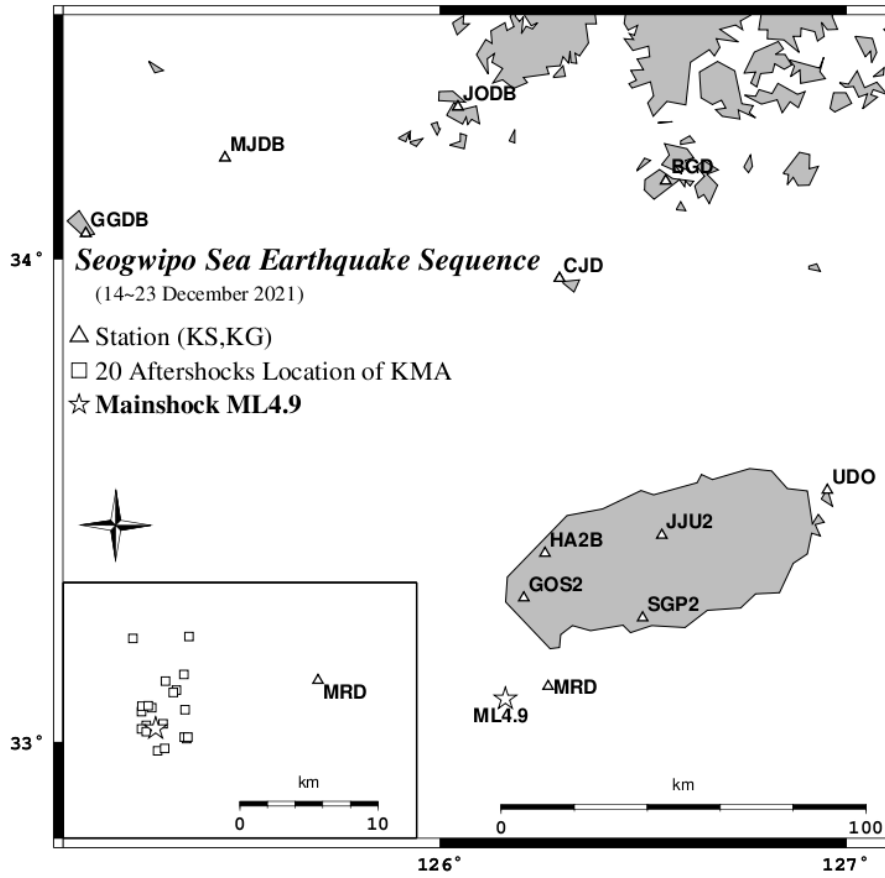 JODB
MJDB
BGD
GGDB
34°
Seogwipo Sea Earthquake Sequence
CJD
(14~23 December 2021)
Station (KS,KG)
20 Aftershocks Location of KMA
Mainshock ML4.9
UDO
JJU2
HA2B
GOS2
SGP2
MRD
MRD
ML4.9
33°
km
km
0
10
0
100
126°
127°